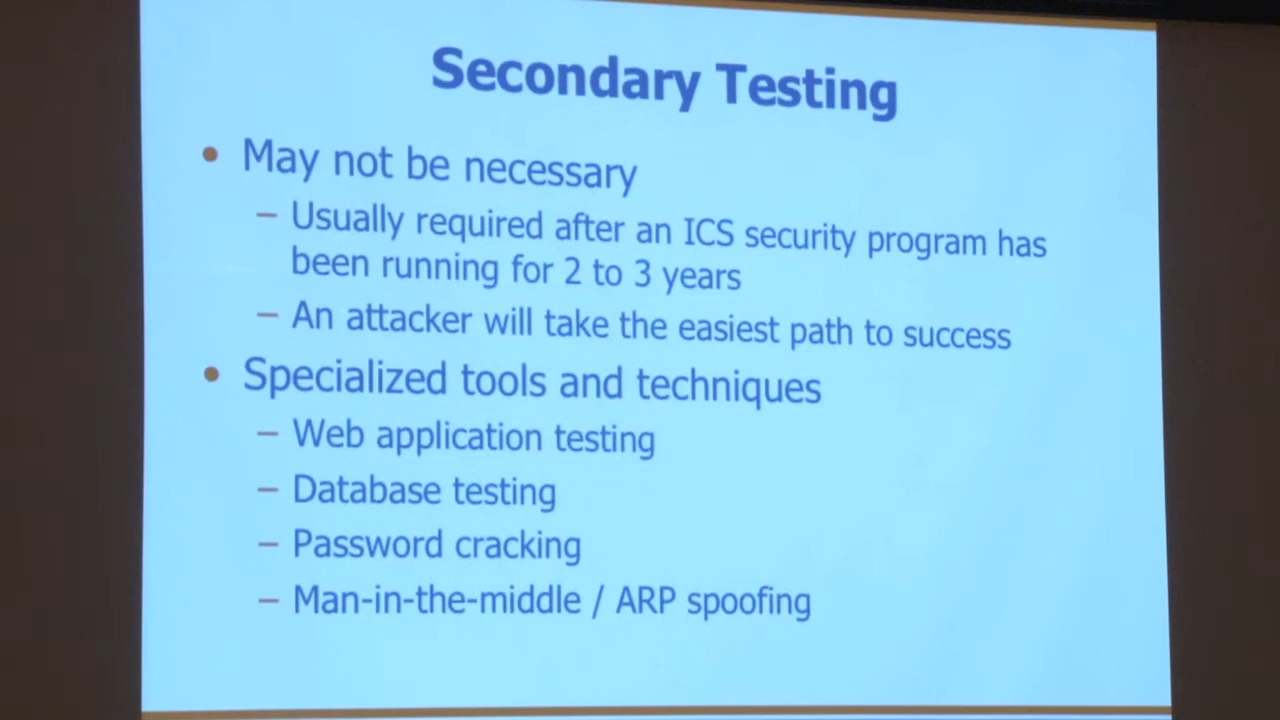 Secondary Testing
• May not be necessary
– Usually required after an ICS security program has
been running for 2 to 3 years
– An attacker will take the easiest path to success
• Specialized tools and techniques
– Web application testing
– Database testing
– Password cracking
– Man-in-the-middle / ARP spoofing